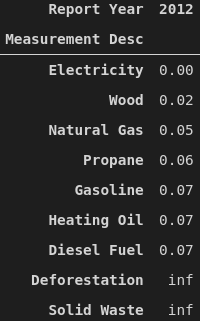 Report Year 2012
Measurement Desc
Electricity 0.00
Wood 0.02
Natural Gas 0.05
Propane 0.06
Gasoline 0.07
Heating Oil 0.07
Diesel Fuel 0.07
Deforestation inf
Solid Waste inf